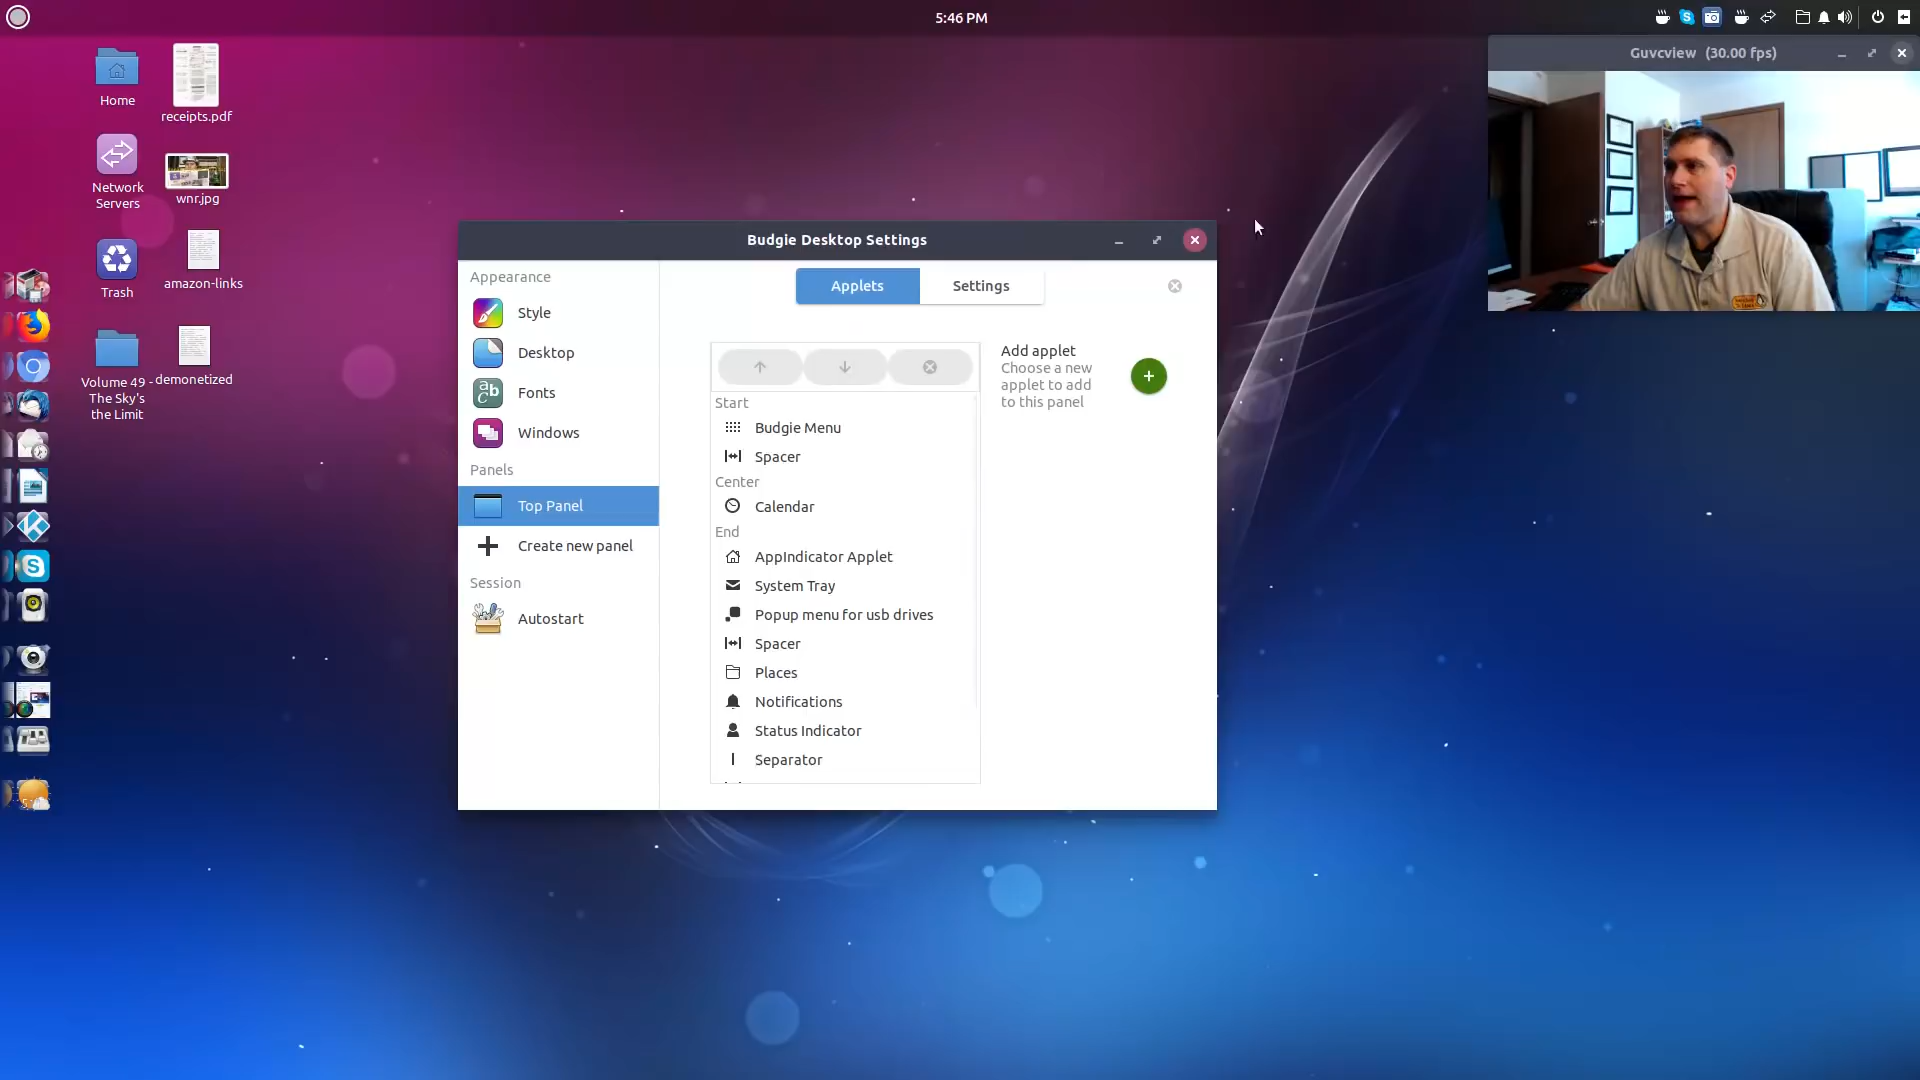 5:46 PM
Guvcview (30.00 fps)
Home
receipts.pdf
Network
Servers
wnr.jpg
Trash
amazon-links
Volume 49 -
The Sky's
the Limit
demonetized
Budgie Desktop Settings
Appearance
Style
Desktop
Fonts
Windows
Panels
Top Panel
Create new panel
Session
Autostart
Applets
Settings
Start
Budgie Menu
Spacer
Center
Calendar
End
AppIndicator Applet
System Tray
Popup menu for usb drives
Spacer
Places
Notifications
Status Indicator
Separator
Add applet
Choose a new
applet to add
to this panel